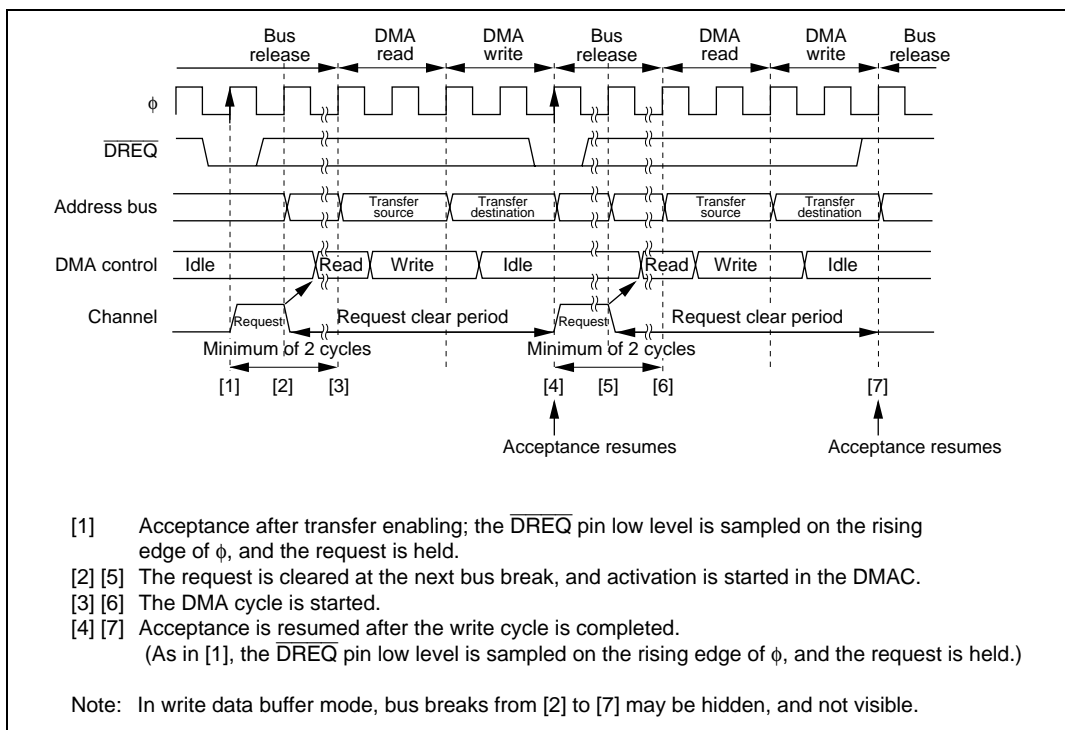 Bus release DMA read DMA write Bus release DMA read DMA write Bus release
φ
DREQ
Address bus Transfer source Transfer destination Transfer source Transfer destination
DMA control Idle Read Write Idle Read Write Idle
Channel Request Request clear period Request Request clear period
Minimum of 2 cycles Minimum of 2 cycles
[1] [2] [3] [4] [5] [6] [7]
Acceptance resumes Acceptance resumes
[1] Acceptance after transfer enabling; the DREQ pin low level is sampled on the rising
edge of φ, and the request is held.
[2] [5] The request is cleared at the next bus break, and activation is started in the DMAC.
[3] [6] The DMA cycle is started.
[4] [7] Acceptance is resumed after the write cycle is completed.
(As in [1], the DREQ pin low level is sampled on the rising edge of φ, and the request is held.)
Note: In write data buffer mode, bus breaks from [2] to [7] may be hidden, and not visible.